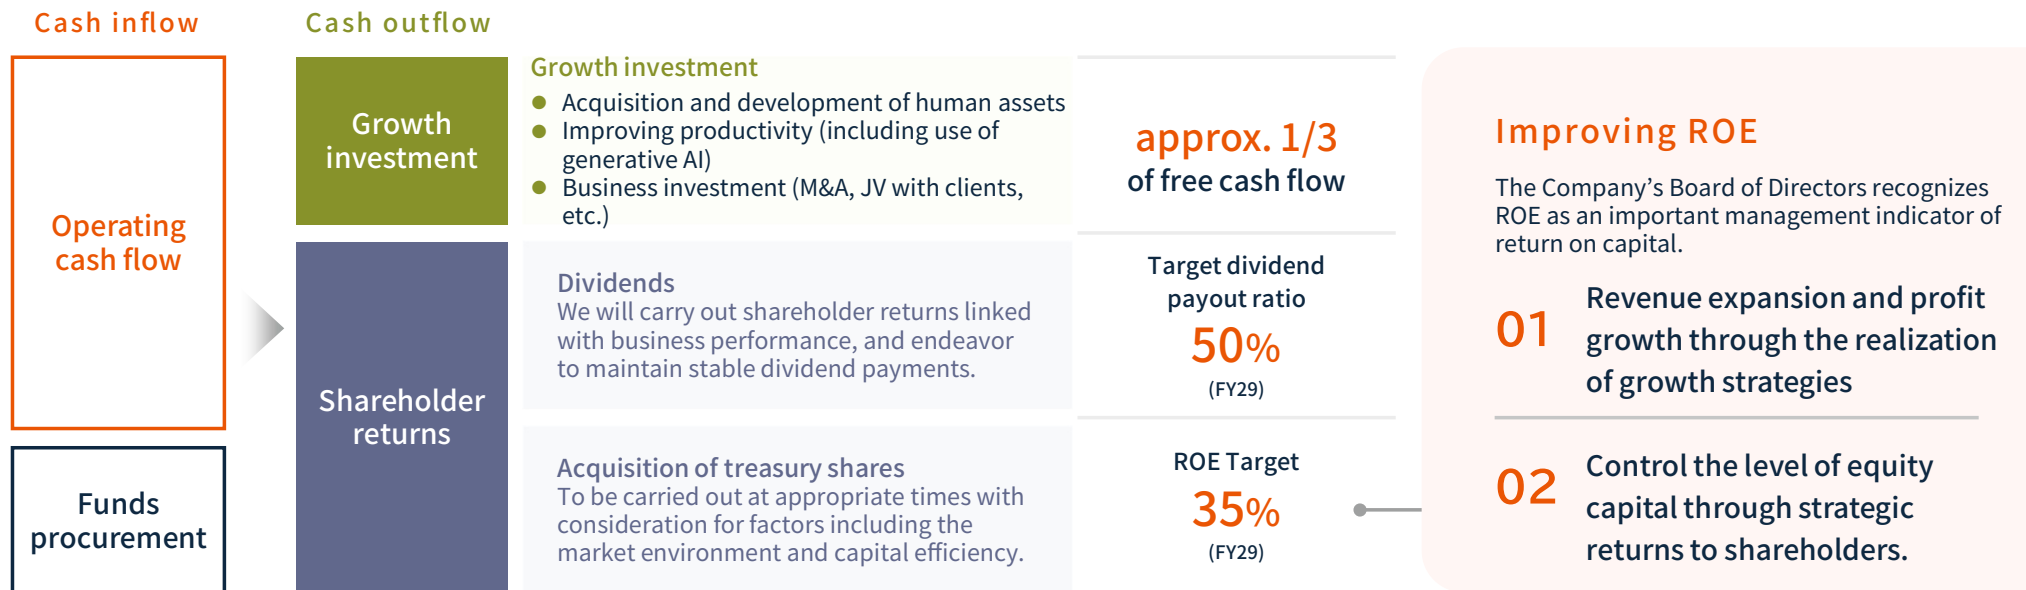 Cash inflow
Operating
cash flow
Funds
procurement
Cash outflow
Growth
investment
Growth investment
● Acquisition and development of human assets
● Improving productivity (including use of
generative AI)
● Business investment (M&A, JV with clients,
etc.)
approx. 1/3
of free cash flow
Shareholder
returns
Dividends
We will carry out shareholder returns linked
with business performance, and endeavor
to maintain stable dividend payments.
Target dividend
payout ratio
50%
(FY29)
Acquisition of treasury shares
To be carried out at appropriate times with
consideration for factors including the
market environment and capital efficiency.
ROE Target
35%
(FY29)
Improving ROE
The Company’s Board of Directors recognizes
ROE as an important management indicator of
return on capital.
01
Revenue expansion and profit
growth through the realization
of growth strategies
02
Control the level of equity
capital through strategic
returns to shareholders.